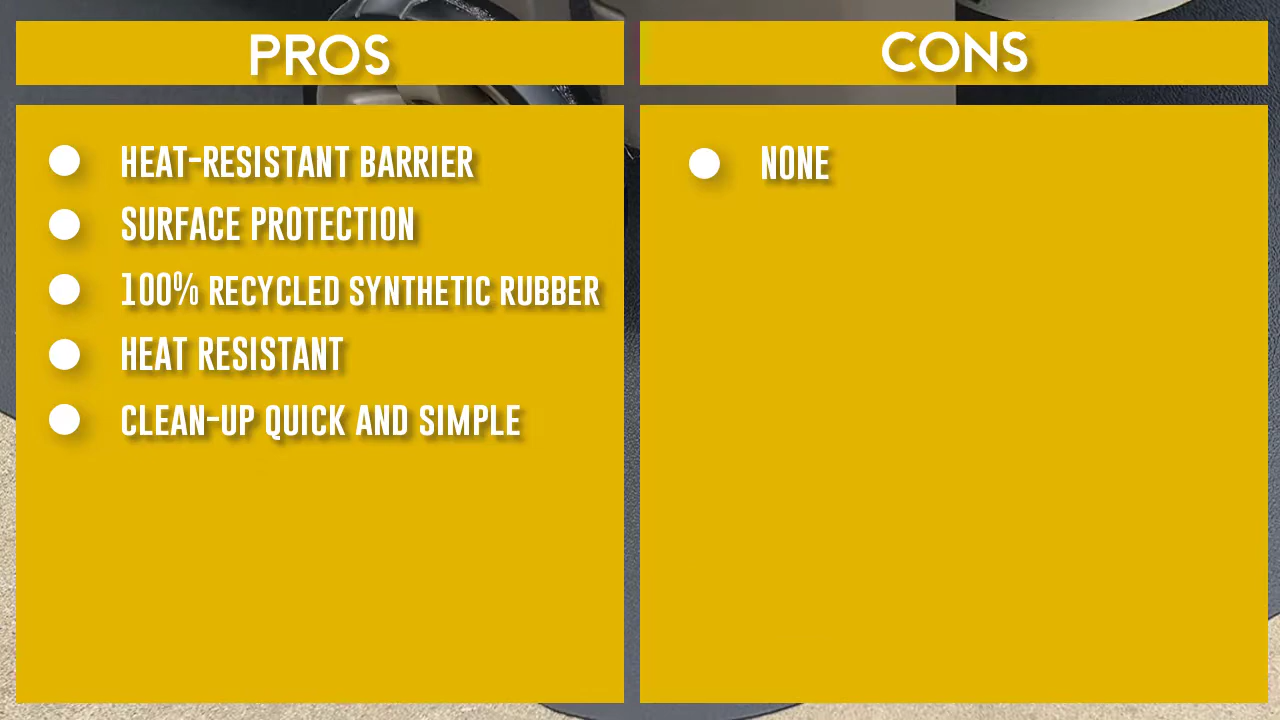 PROS
HEAT-RESISTANT BARRIER
SURFACE PROTECTION
100% RECYCLED SYNTHETIC RUBBER
HEAT RESISTANT
CLEAN-UP QUICK AND SIMPLE
CONS
NONE